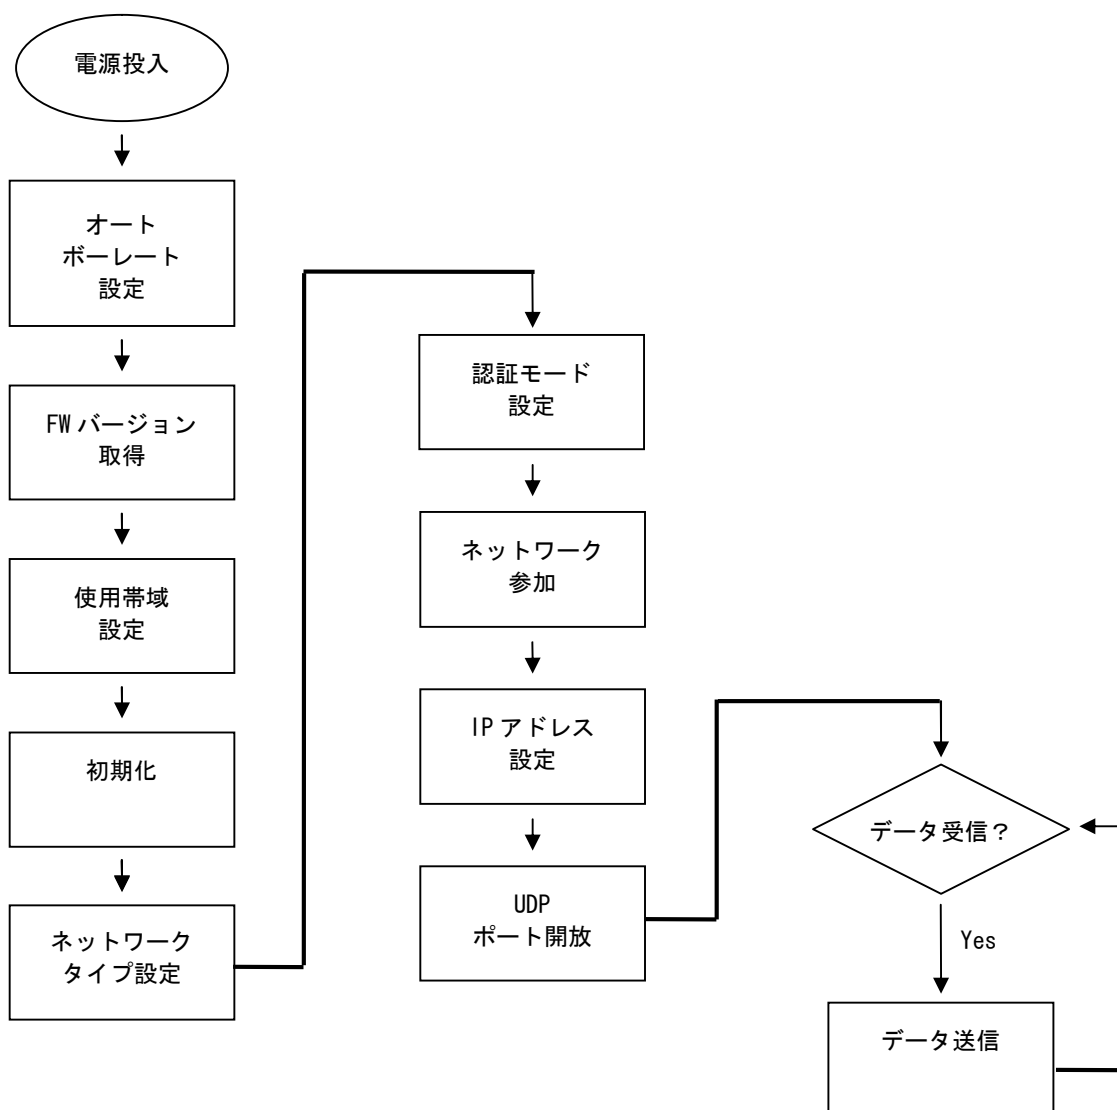 電源投入
オート
ボーレート
設定
FW バージョン
取得
使用帯域
設定
初期化
ネットワーク
タイプ設定
認証モード
設定
ネットワーク
参加
IP アドレス
設定
UDP
ポート開放
データ受信？
Yes
データ送信